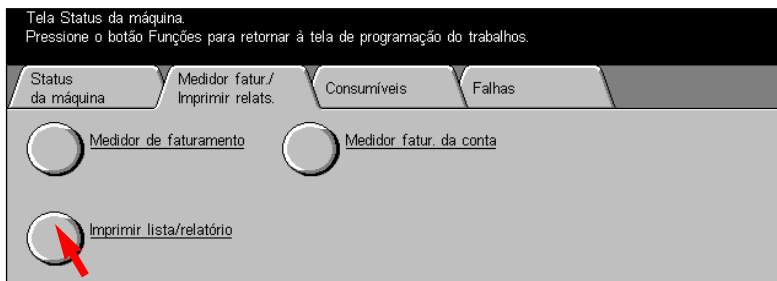 Tela Status da máquina.
Pressione o botão Funções para retornar à tela de programação do trabalhos.
Status
da máquina
Medidor fatur./
Imprimir relats.
Consumíveis
Falhas
Medidor de faturamento
Medidor fatur. da conta
Imprimir lista/relatório